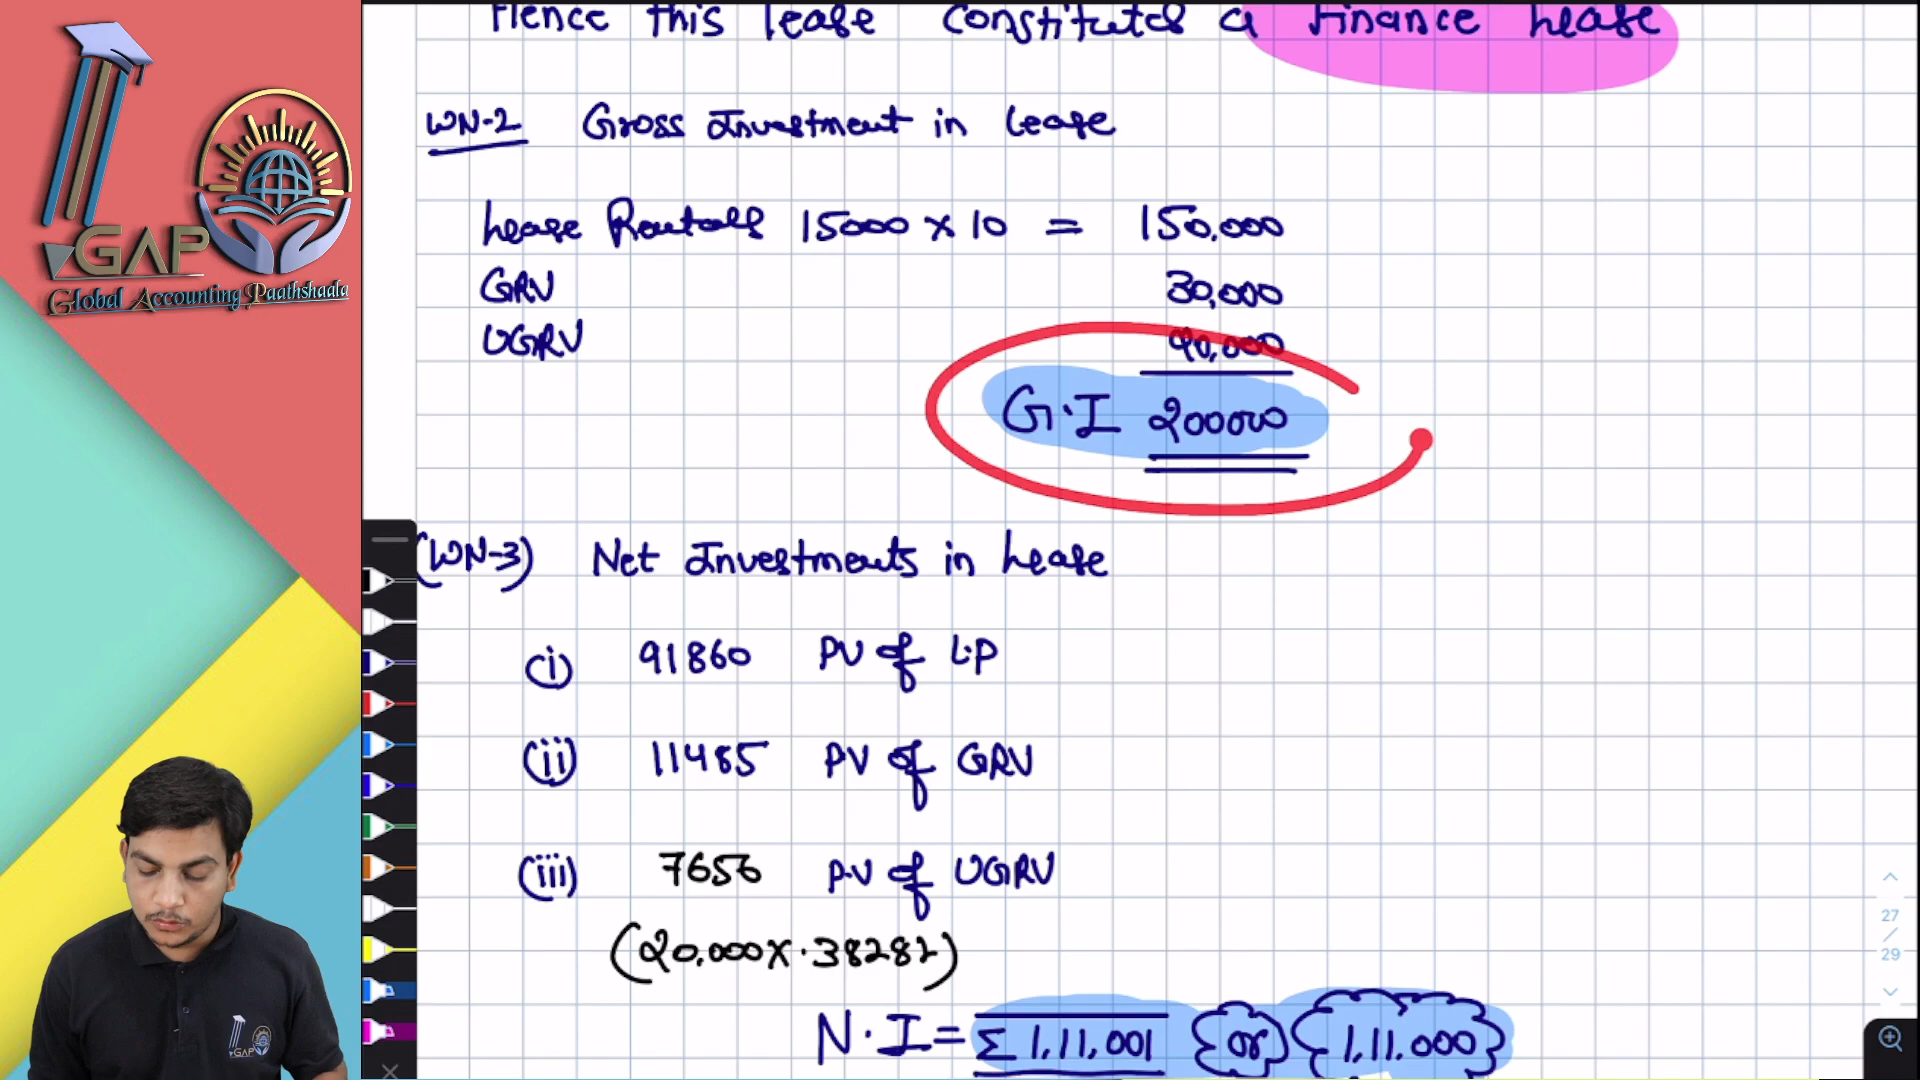 Hence this lease constitutes a Finance Lease
WN-2 Gross Investment in Lease
Lease Rentals 15000 × 10 = 150,000
GRV 30,000
UGRV 20,000
G.I 200000
(WN-3) Net Investments in Lease
(i) 91860 PV of L.P
(ii) 11485 PV of GRV
(iii) 7656 P.V of UGRV
(20,000 × .38282)
N.I = Σ 1,11,001 {or} {1,11,000}
GAP
Global Accounting Paathshaala
GAP
27
/
29